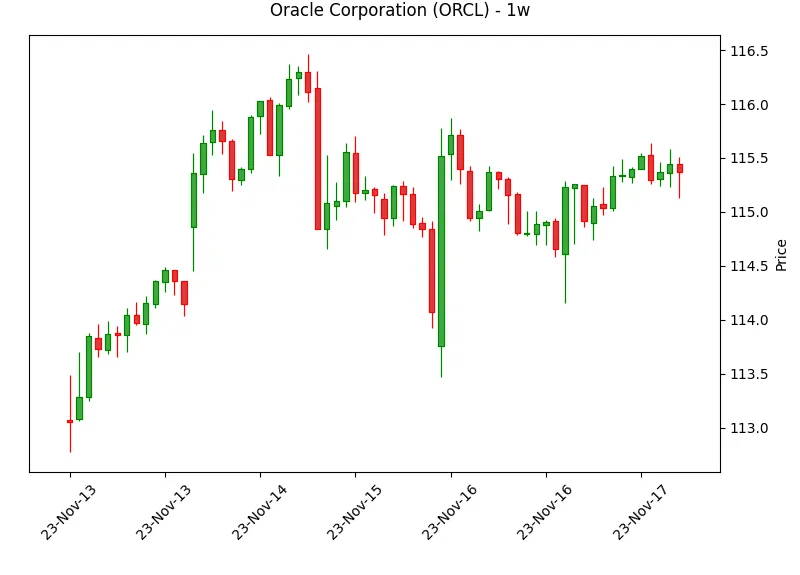 Oracle Corporation (ORCL) - 1w
116.5
116.0
115.5
115.0
114.5
114.0
113.5
113.0
Price
23-Nov-13
23-Nov-13
23-Nov-14
23-Nov-15
23-Nov-16
23-Nov-16
23-Nov-17